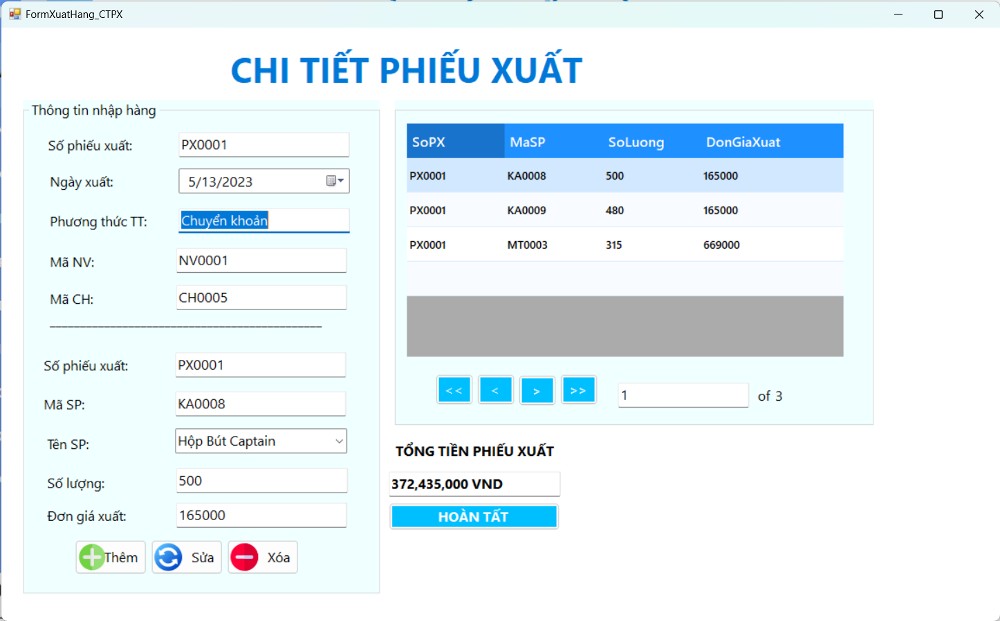 FormXuatHang_CTPX
CHI TIẾT PHIẾU XUẤT
Thông tin nhập hàng
Số phiếu xuất: PX0001
Ngày xuất: 5/13/2023
Phương thức TT: Chuyển khoản
Mã NV: NV0001
Mã CH: CH0005
Số phiếu xuất: PX0001
Mã SP: KA0008
Tên SP: Hộp Bút Captain
Số lượng: 500
Đơn giá xuất: 165000
Thêm Sửa Xóa
SoPX MaSP SoLuong DonGiaXuat
PX0001 KA0008 500 165000
PX0001 KA0009 480 165000
PX0001 MT0003 315 669000
<< < > >> 1 of 3
TỔNG TIỀN PHIẾU XUẤT
372,435,000 VND
HOÀN TẤT